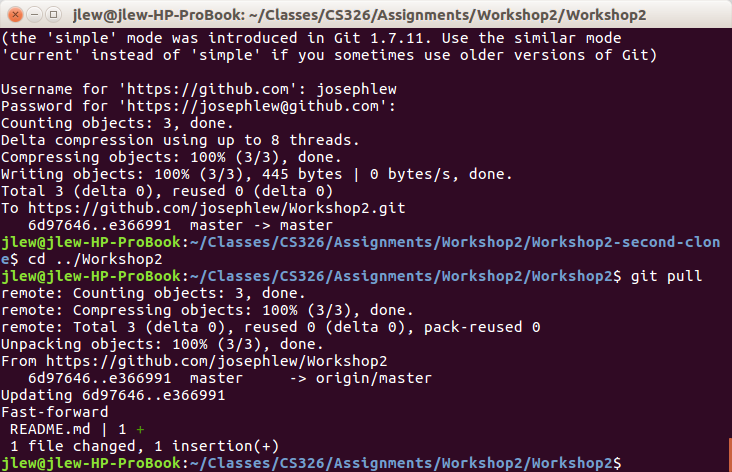 jlew@jlew-HP-ProBook: ~/Classes/CS326/Assignments/Workshop2/Workshop2
(the 'simple' mode was introduced in Git 1.7.11. Use the similar mode
'current' instead of 'simple' if you sometimes use older versions of Git)
Username for 'https://github.com': josephlew
Password for 'https://josephlew@github.com':
Counting objects: 3, done.
Delta compression using up to 8 threads.
Compressing objects: 100% (3/3), done.
Writing objects: 100% (3/3), 445 bytes | 0 bytes/s, done.
Total 3 (delta 0), reused 0 (delta 0)
To https://github.com/josephlew/Workshop2.git
   6d97646..e366991  master -> master
jlew@jlew-HP-ProBook:~/Classes/CS326/Assignments/Workshop2/Workshop2-second-clon
e$ cd ../Workshop2
jlew@jlew-HP-ProBook:~/Classes/CS326/Assignments/Workshop2/Workshop2$ git pull
remote: Counting objects: 3, done.
remote: Compressing objects: 100% (3/3), done.
remote: Total 3 (delta 0), reused 0 (delta 0), pack-reused 0
Unpacking objects: 100% (3/3), done.
From https://github.com/josephlew/Workshop2
   6d97646..e366991  master     -> origin/master
Updating 6d97646..e366991
Fast-forward
 README.md | 1 +
 1 file changed, 1 insertion(+)
jlew@jlew-HP-ProBook:~/Classes/CS326/Assignments/Workshop2/Workshop2$